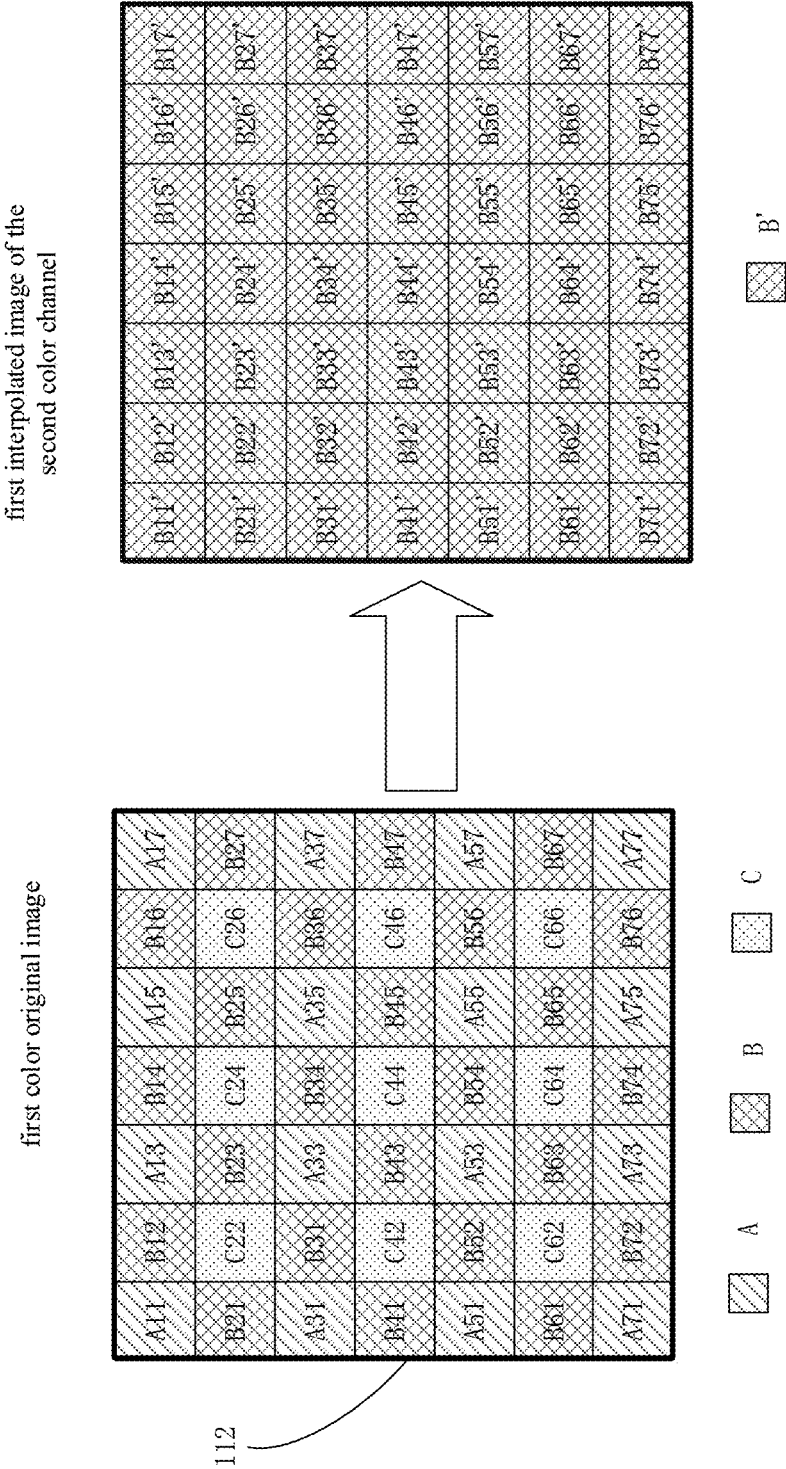 first color original image
112
A11 B12 A13 B14 A15 B16 A17
B21 C22 B23 C24 B25 C26 B27
A31 B31 A33 B34 A35 B36 A37
B41 C42 B43 C44 B45 C46 B47
A51 B52 A53 B54 A55 B56 A57
B61 C62 B63 C64 B65 C66 B67
A71 B72 A73 B74 A75 B76 A77
A B C
first interpolated image of the
second color channel
B11' B12' B13' B14' B15' B16' B17'
B21' B22' B23' B24' B25' B26' B27'
B31' B32' B33' B34' B35' B36' B37'
B41' B42' B43' B44' B45' B46' B47'
B51' B52' B53' B54' B55' B56' B57'
B61' B62' B63' B64' B65' B66' B67'
B71' B72' B73' B74' B75' B76' B77'
B'